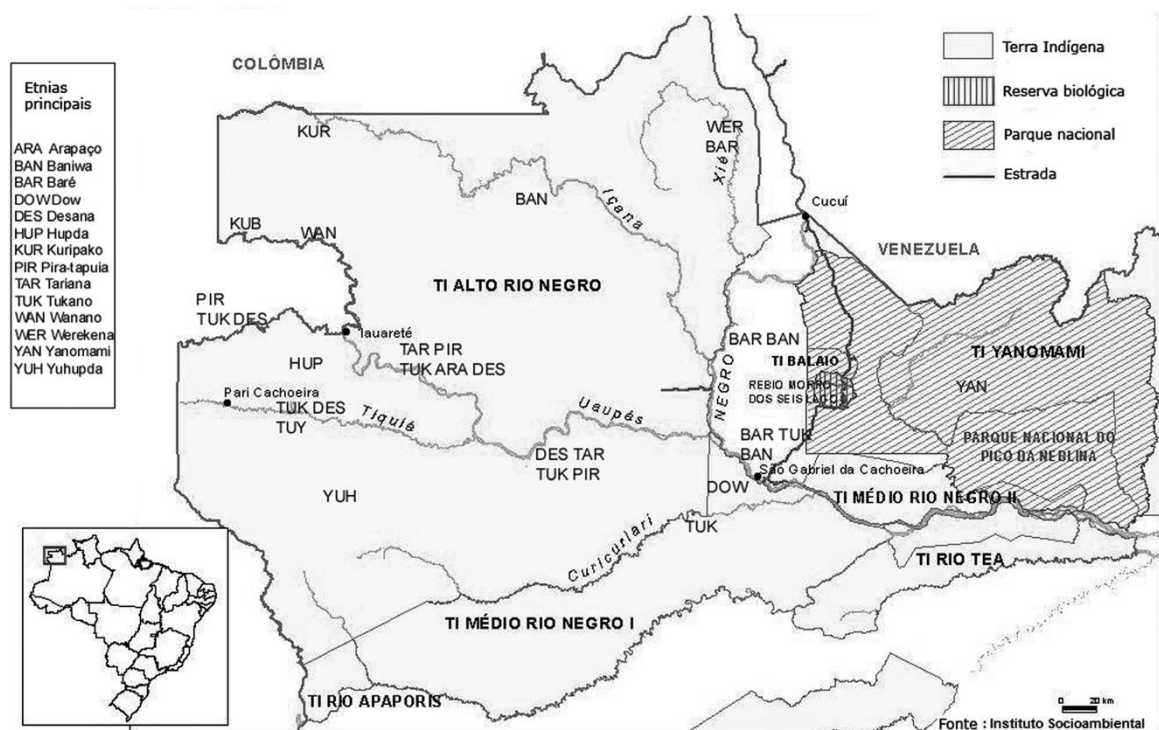 COLÔMBIA
Terra Indígena
Reserva biológica
Parque nacional
Estrada
Etnias
principais
ARA Arapaço
BAN Baniwa
BAR Baré
DOWDow
DES Desana
HUP Hupda
KUR Kuripako
PIR Pira-tapuia
TAR Tariana
TUK Tukano
WAN Wanano
WER Werekena
YAN Yanomami
YUH Yuhupda
KUR
WER
BAR
Xié
BAN
Içana
Cucuí
KUB
WAN
VENEZUELA
TI ALTO RIO NEGRO
PIR
TUK DES
Iauareté
HUP
TAR PIR
TUK ARA DES
BAR BAN
NEGRO
TI BALAIO
TI YANOMAMI
REBIO MORRO
DOS SEIS LAGOS
YAN
Pari Cachoeira
TUK DES
TUY
Tiquié
Uaupés
DES TAR
TUK PIR
BAR TUK
BAN
PARQUE NACIONAL DO
PICO DA NEBLINA
São Gabriel da Cachoeira
YUH
DOW
TI MÉDIO RIO NEGRO II
TUK
Curicuriari
TI RIO TEA
TI MÉDIO RIO NEGRO I
TI RIO APAPORIS
0 20 km
Fonte : Instituto Socioambiental